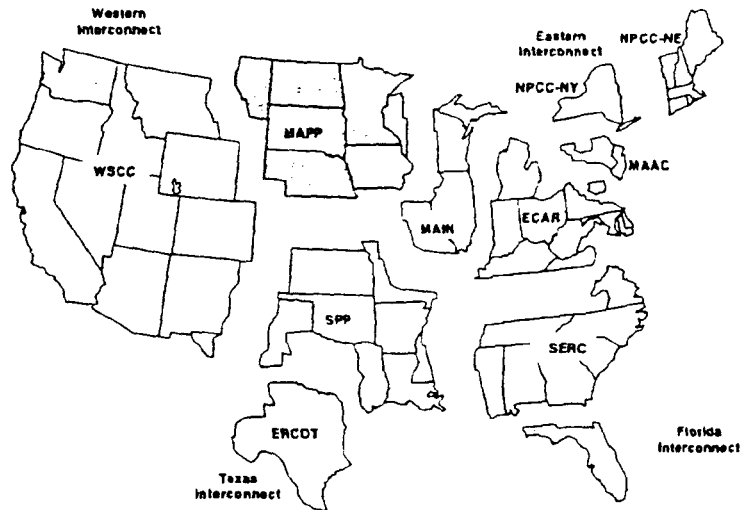 Western
Interconnect
Eastern
Interconnect
NPCC-NE
NPCC-NY
MAPP
MAAC
WSCC
ECAR
MAIN
SPP
SERC
ERCOT
Florida
Interconnect
Texas
Interconnect